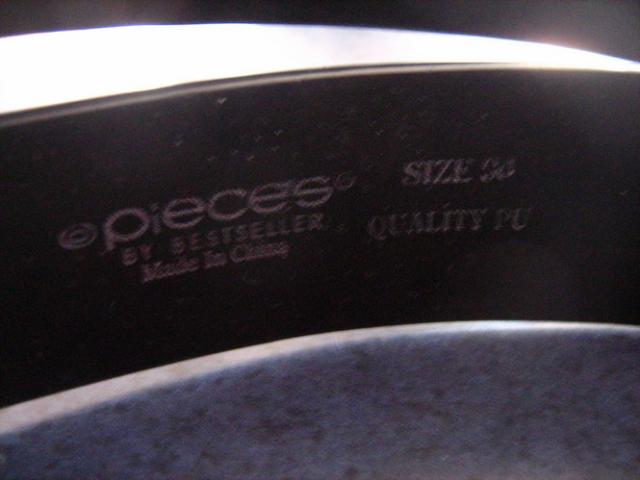 © pieces®
BY BESTSELLER
Made In China
SIZE
QUALITY PU